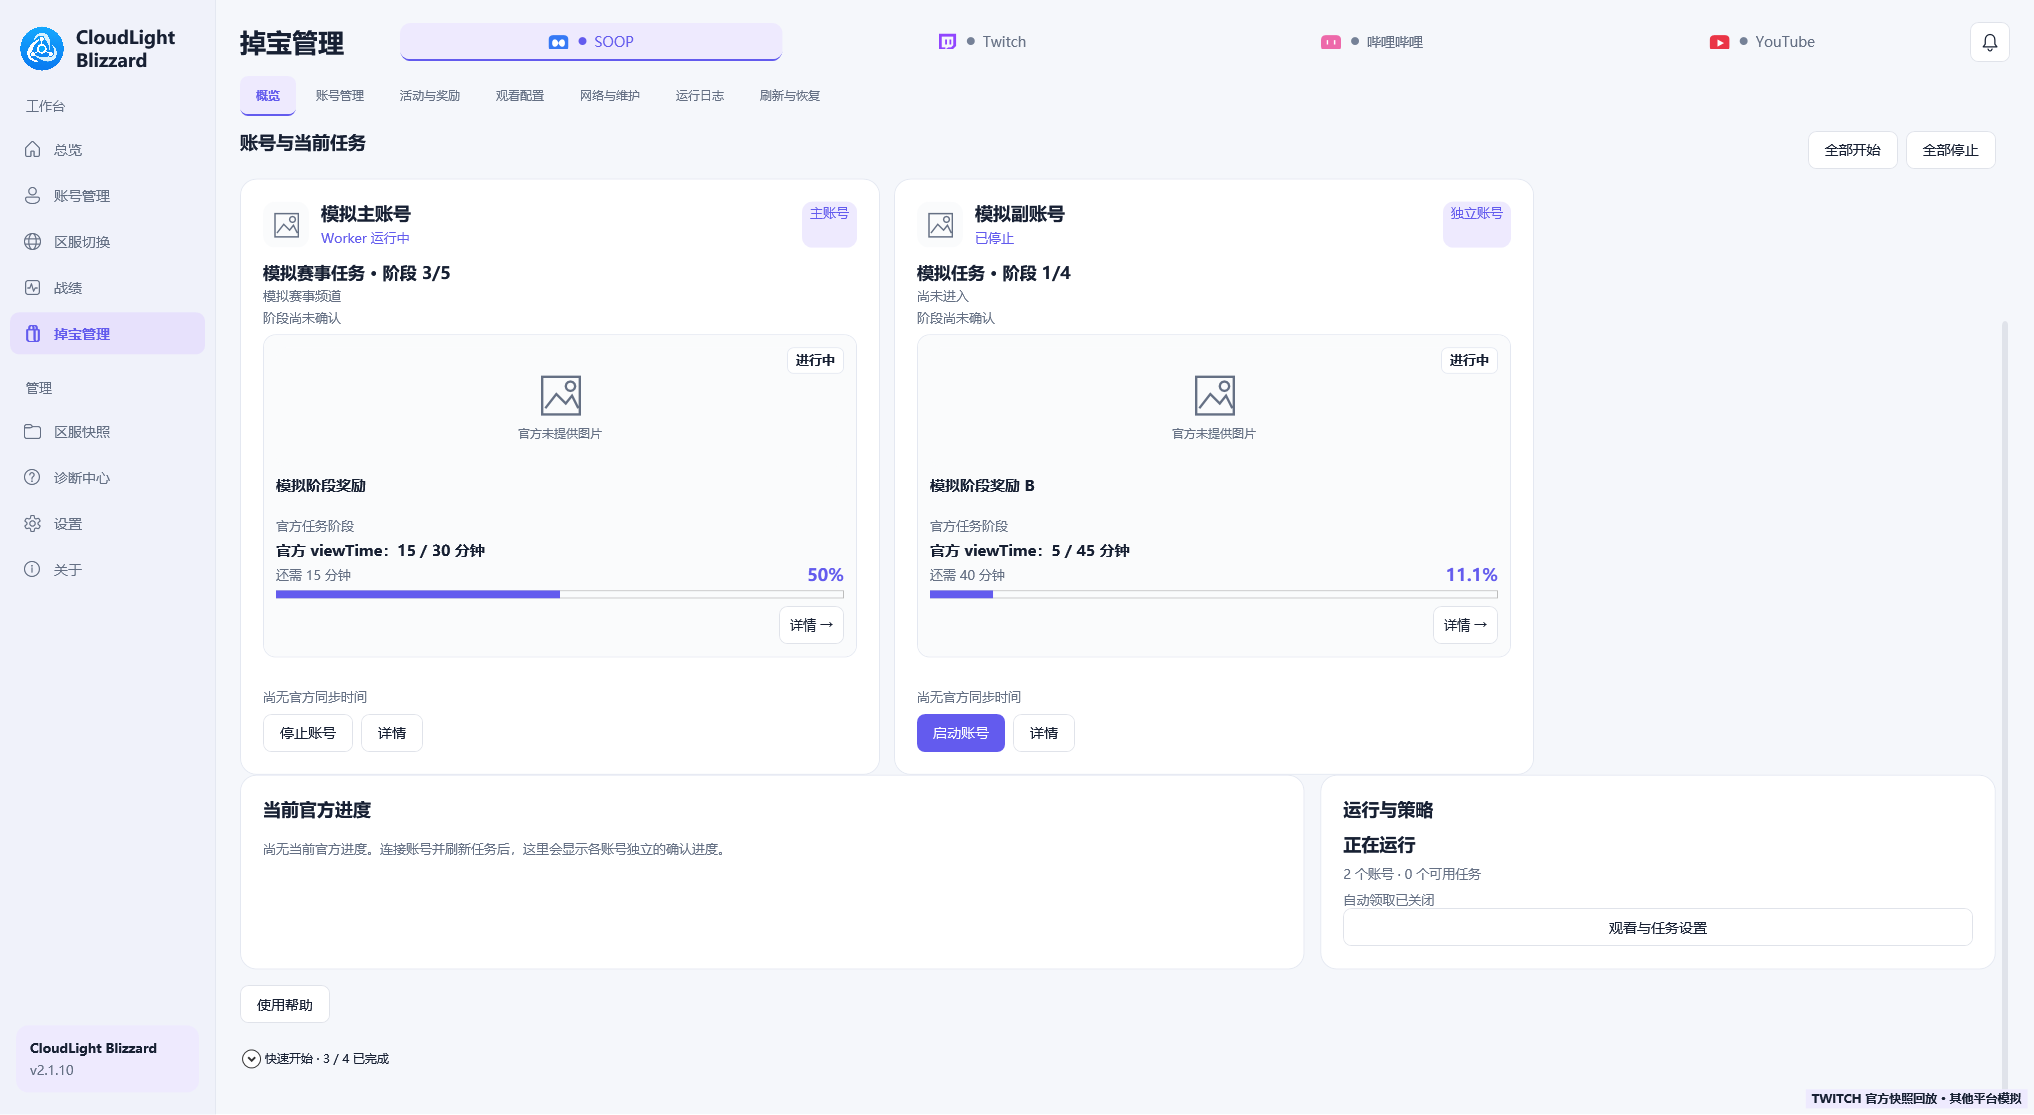 CloudLight
Blizzard
工作台
总览
账号管理
区服切换
战绩
掉宝管理
管理
区服快照
诊断中心
设置
关于
CloudLight Blizzard
v2.1.10
掉宝管理
SOOP
Twitch
哔哩哔哩
YouTube
概览
账号管理
活动与奖励
观看配置
网络与维护
运行日志
刷新与恢复
账号与当前任务
全部开始
全部停止
模拟主账号
Worker 运行中
主账号
模拟赛事任务 • 阶段 3/5
模拟赛事频道
阶段尚未确认
进行中
官方未提供图片
模拟阶段奖励
官方任务阶段
官方 viewTime：15 / 30 分钟
还需 15 分钟
50%
详情 →
尚无官方同步时间
停止账号
详情
模拟副账号
已停止
独立账号
模拟任务 • 阶段 1/4
尚未进入
阶段尚未确认
进行中
官方未提供图片
模拟阶段奖励 B
官方任务阶段
官方 viewTime：5 / 45 分钟
还需 40 分钟
11.1%
详情 →
尚无官方同步时间
启动账号
详情
当前官方进度
尚无当前官方进度。连接账号并刷新任务后，这里会显示各账号独立的确认进度。
运行与策略
正在运行
2 个账号 · 0 个可用任务
自动领取已关闭
观看与任务设置
使用帮助
快速开始 · 3 / 4 已完成
TWITCH 官方快照回放 • 其他平台模拟